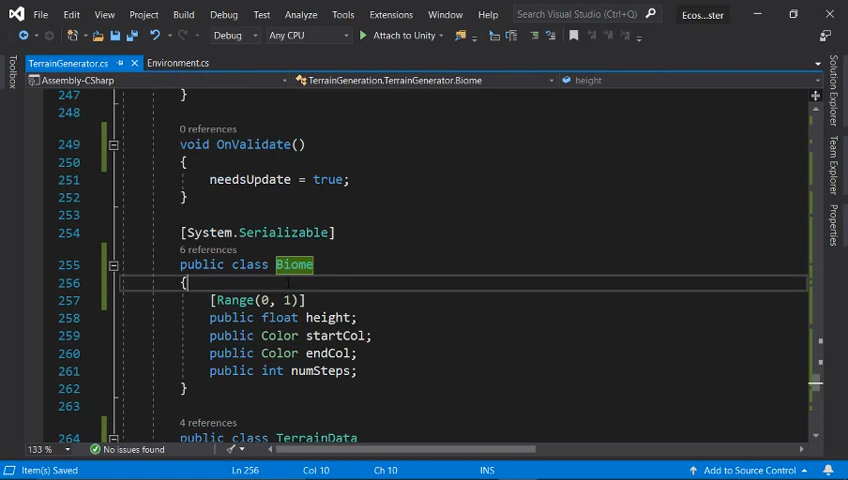 File Edit View Git Project Build Debug Test Analyze Tools Extensions Window Search Visual Studio (Ctrl+Q) Ecos...ster
Debug Any CPU Attach to Unity
TerrainGenerator.cs Environment.cs
Assembly-CSharp TerrainGeneration.TerrainGenerator.Biome height
Toolbox
247 }
248
0 references
249 void OnValidate()
250 {
251 needsUpdate = true;
252 }
253
254 [System.Serializable]
6 references
255 public class Biome
256 {
257 [Range(0, 1)]
258 public float height;
259 public Color startCol;
260 public Color endCol;
261 public int numSteps;
262 }
263
4 references
264 public class TerrainData
Solution Explorer
Team Explorer
Properties
133 % No issues found
Item(s) Saved Ln 256 Col 10 Ch 10 INS Add to Source Control